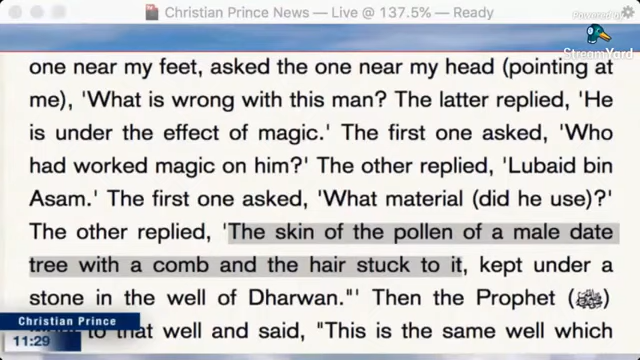 Christian Prince News — Live @ 137.5% — Ready
Powered by
StreamYard
one near my feet, asked the one near my head (pointing at
me), 'What is wrong with this man? The latter replied, 'He
is under the effect of magic.' The first one asked, 'Who
had worked magic on him?' The other replied, 'Lubaid bin
Asam.' The first one asked, 'What material (did he use)?'
The other replied, 'The skin of the pollen of a male date
tree with a comb and the hair stuck to it, kept under a
stone in the well of Dharwan."' Then the Prophet (ﷺ)
to that well and said, "This is the same well which
Christian Prince
11:29